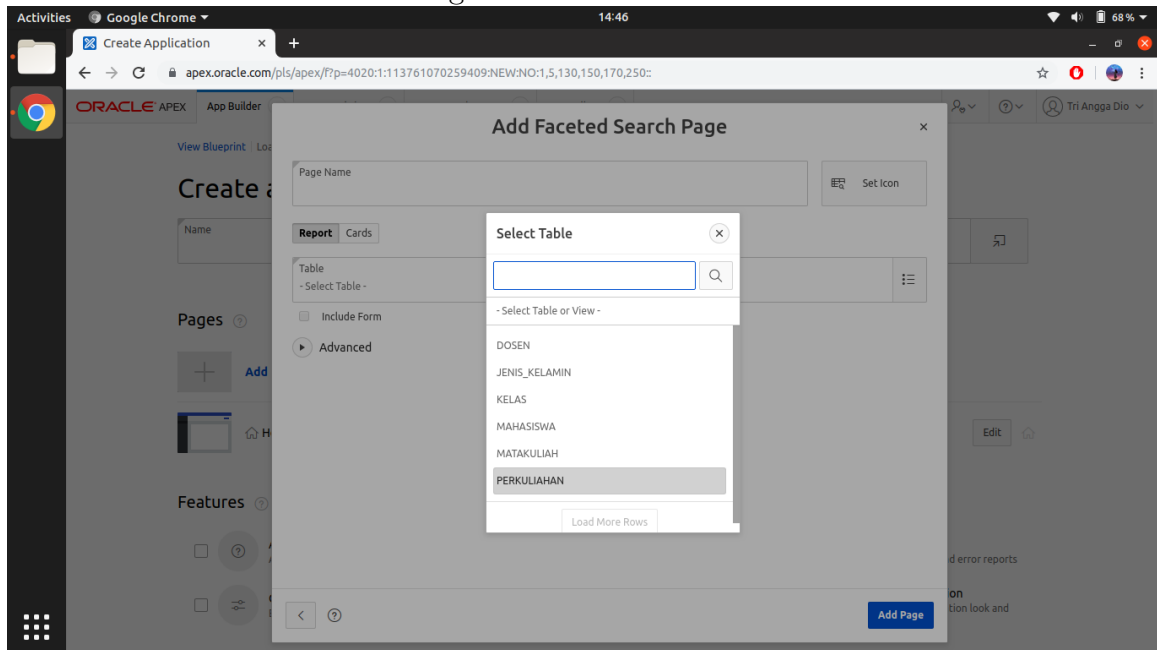 Activities Google Chrome 14:46 68 %
Create Application
apex.oracle.com/pls/apex/f?p=4020:1:113761070259409:NEW:NO:1,5,130,150,170,250::
ORACLE APEX App Builder Tri Angga Dio
Add Faceted Search Page
View Blueprint Loa
Page Name
Set Icon
Create a
Name
Report Cards
Select Table
Table
- Select Table -
- Select Table or View -
Include Form
Pages
Advanced
DOSEN
JENIS_KELAMIN
Add
KELAS
MAHASISWA
H
Edit
MATAKULIAH
PERKULIAHAN
Features
Load More Rows
d error reports
on
tion look and
Add Page